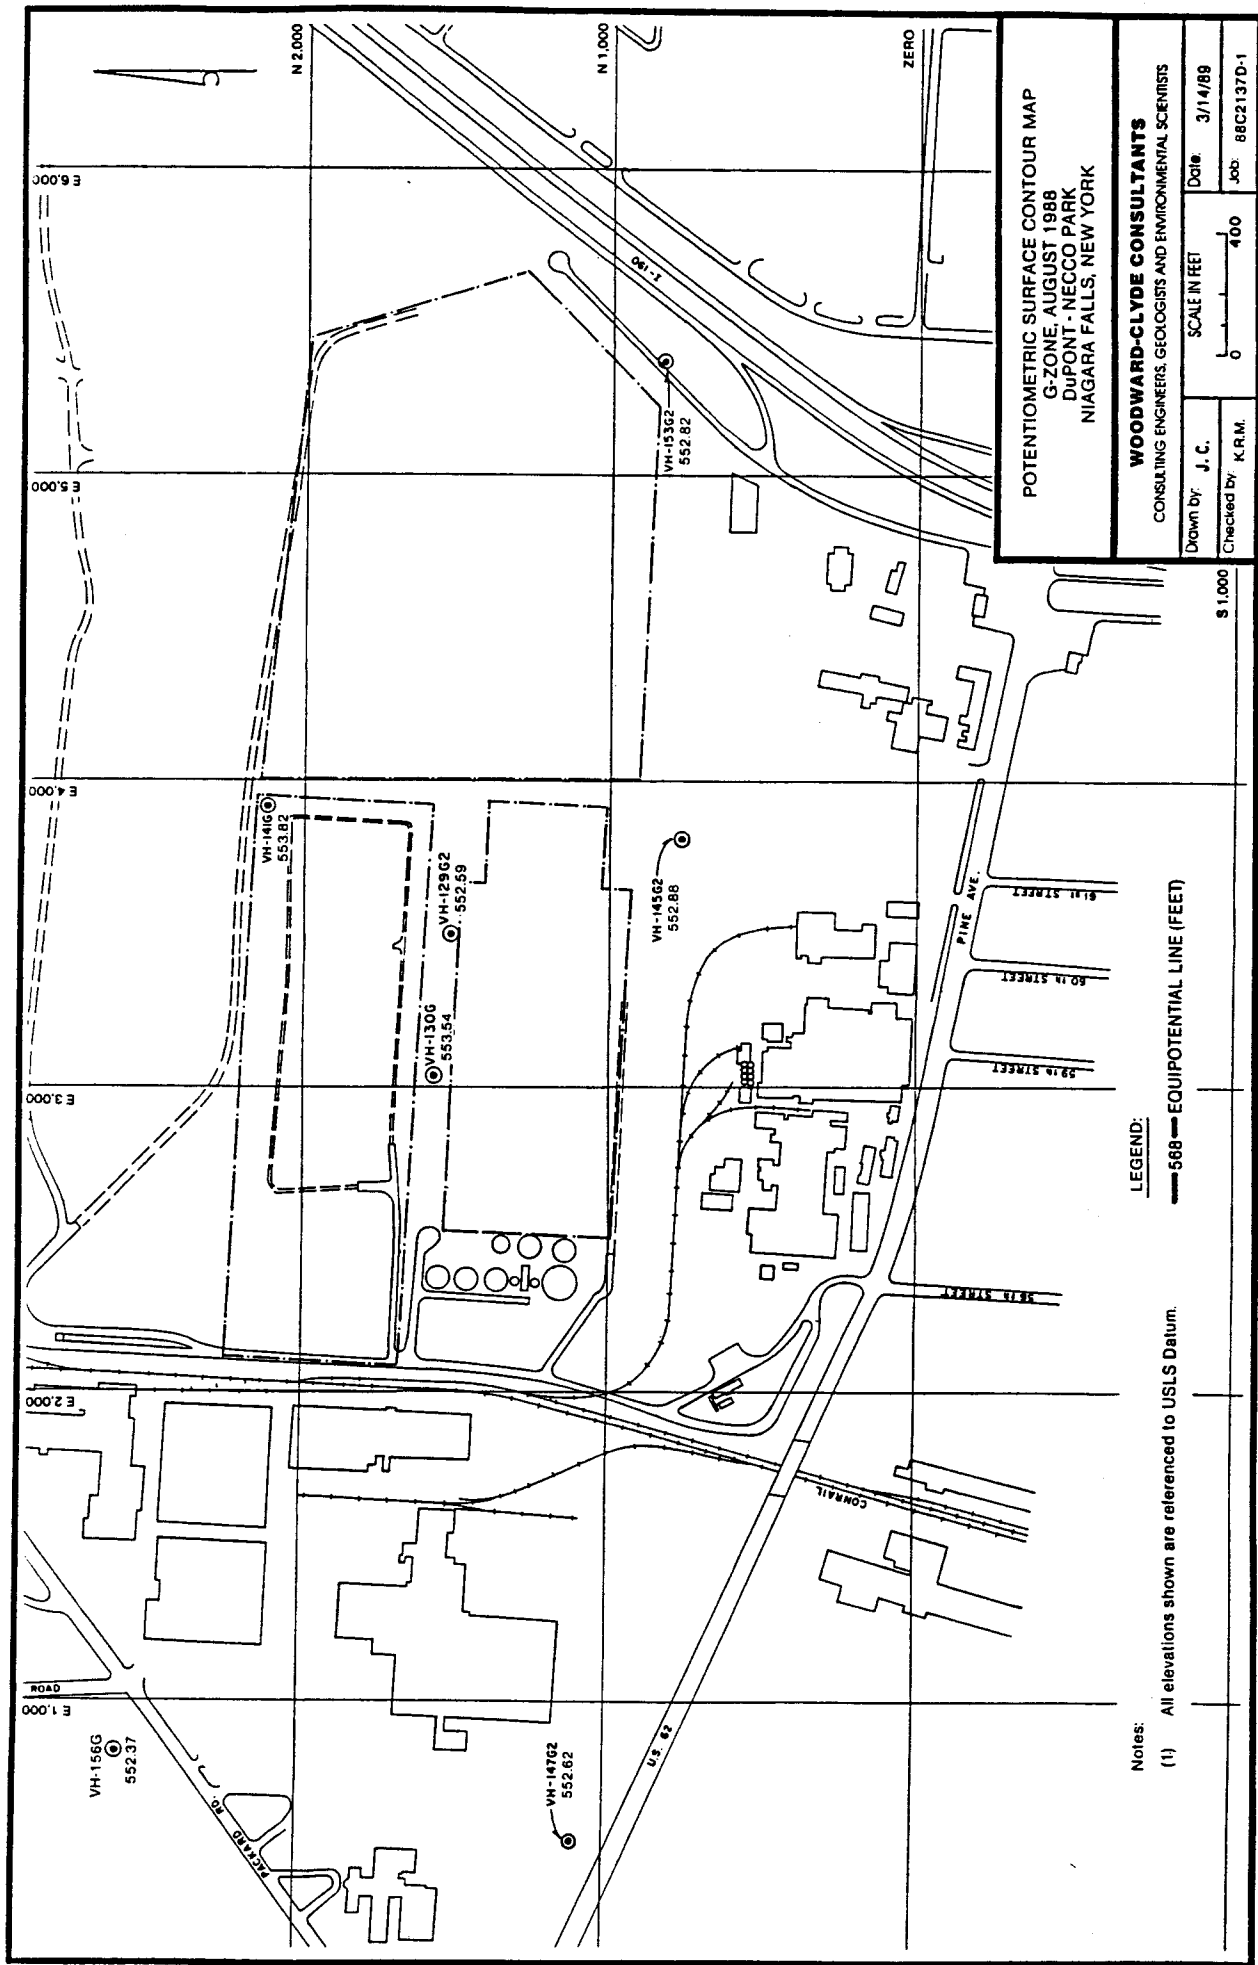 N 2,000
N 1,000
ZERO
S 1,000
E 6,000
E 5,000
E 4,000
E 3,000
E 2,000
E 1,000
I-190
VH-153G2
552.82
VH-141G
553.82
VH-129G2
552.59
VH-130G
553.54
VH-145G2
552.88
VH-156G
552.37
VH-147G2
552.62
ROAD
PACKARD RD.
U.S. 62
CONRAIL
PINE AVE.
61st STREET
60th STREET
59th STREET
56th STREET
LEGEND:
568 EQUIPOTENTIAL LINE (FEET)
Notes:
(1) All elevations shown are referenced to USLS Datum.
POTENTIOMETRIC SURFACE CONTOUR MAP
G-ZONE, AUGUST 1988
DuPONT - NECCO PARK
NIAGARA FALLS, NEW YORK
WOODWARD-CLYDE CONSULTANTS
CONSULTING ENGINEERS, GEOLOGISTS AND ENVIRONMENTAL SCIENTISTS
Drawn by: J. C.
SCALE IN FEET
0 400
Date: 3/14/89
Checked by: K.R.M.
Job: 88C2137D-1